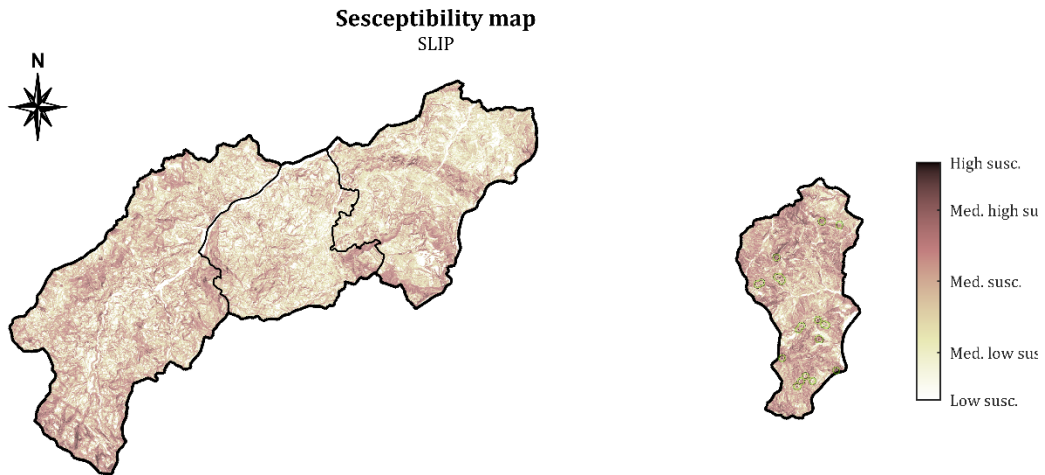 Sesceptibility map
SLIP
N
High susc.
Med. high su
Med. susc.
Med. low sus
Low susc.